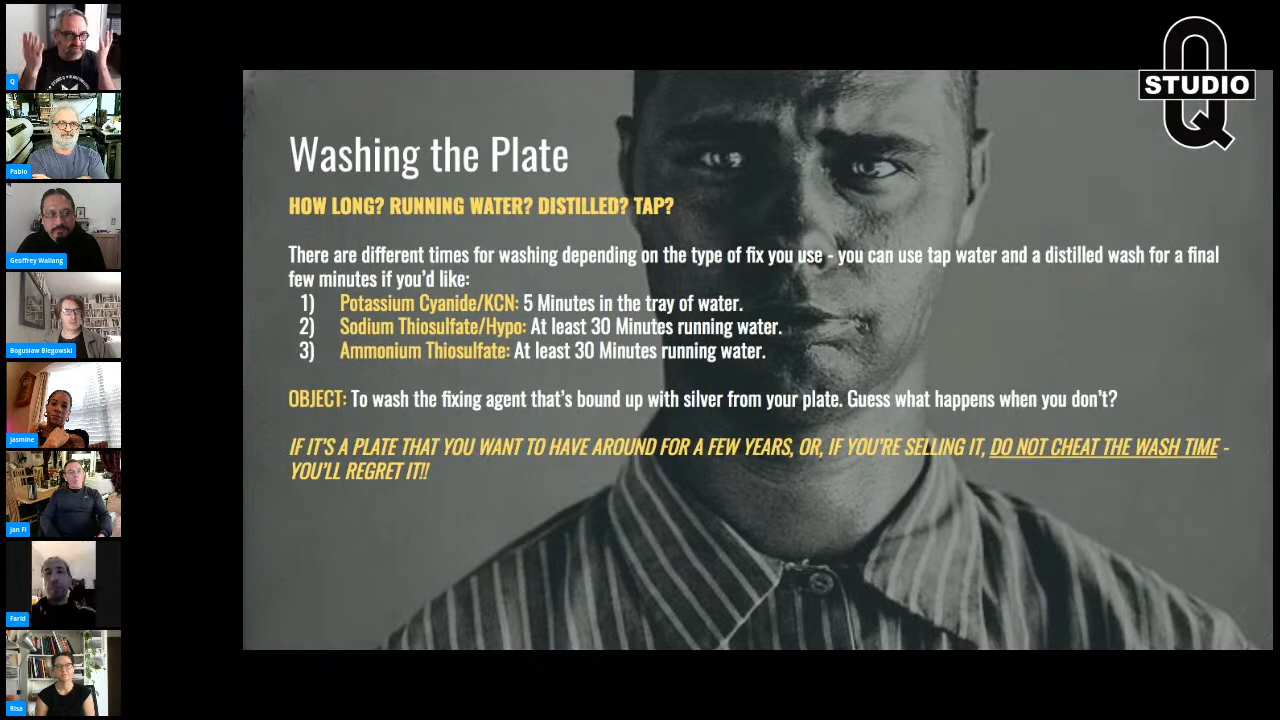 Q
Pablo
Geoffrey Wallang
Bogusław Biegowski
Jasmine
Jan Fi
Farid
Risa
STUDIO
Q
Washing the Plate
HOW LONG? RUNNING WATER? DISTILLED? TAP?
There are different times for washing depending on the type of fix you use - you can use tap water and a distilled wash for a final
few minutes if you'd like:
1) Potassium Cyanide/KCN: 5 Minutes in the tray of water.
2) Sodium Thiosulfate/Hypo: At least 30 Minutes running water.
3) Ammonium Thiosulfate: At least 30 Minutes running water.
OBJECT: To wash the fixing agent that's bound up with silver from your plate. Guess what happens when you don't?
IF IT'S A PLATE THAT YOU WANT TO HAVE AROUND FOR A FEW YEARS, OR, IF YOU'RE SELLING IT, DO NOT CHEAT THE WASH TIME -
YOU'LL REGRET IT!!